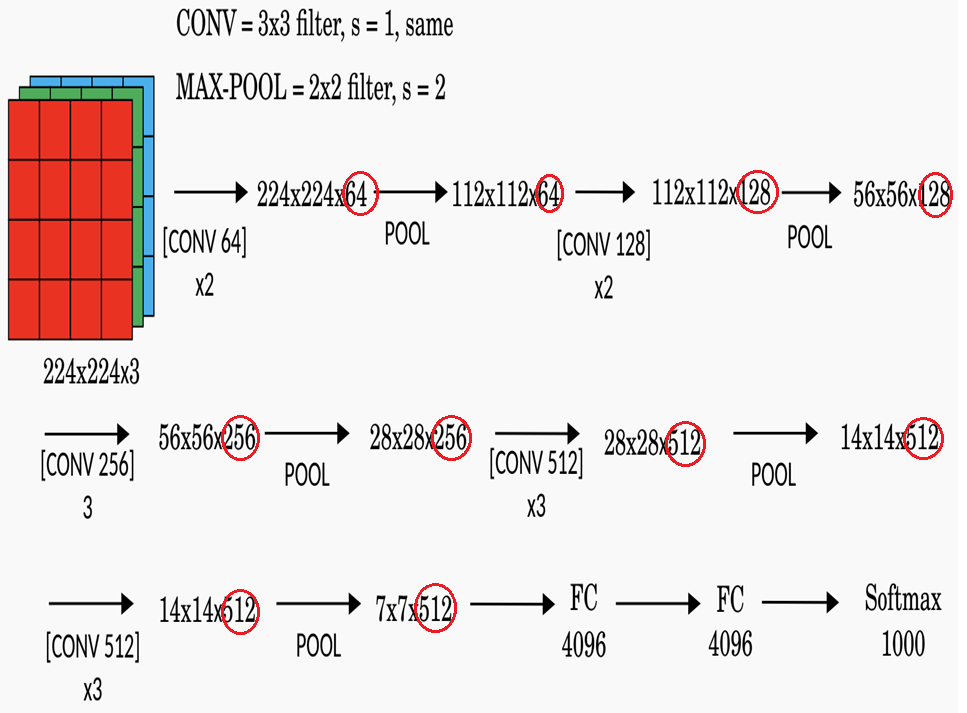 CONV = 3x3 filter, s = 1, same
MAX-POOL = 2x2 filter, s = 2
224x224x3
[CONV 64]
x2
224x224x64
POOL
112x112x64
[CONV 128]
x2
112x112x128
POOL
56x56x128
[CONV 256]
3
56x56x256
POOL
28x28x256
[CONV 512]
x3
28x28x512
POOL
14x14x512
[CONV 512]
x3
14x14x512
POOL
7x7x512
FC
4096
FC
4096
Softmax
1000